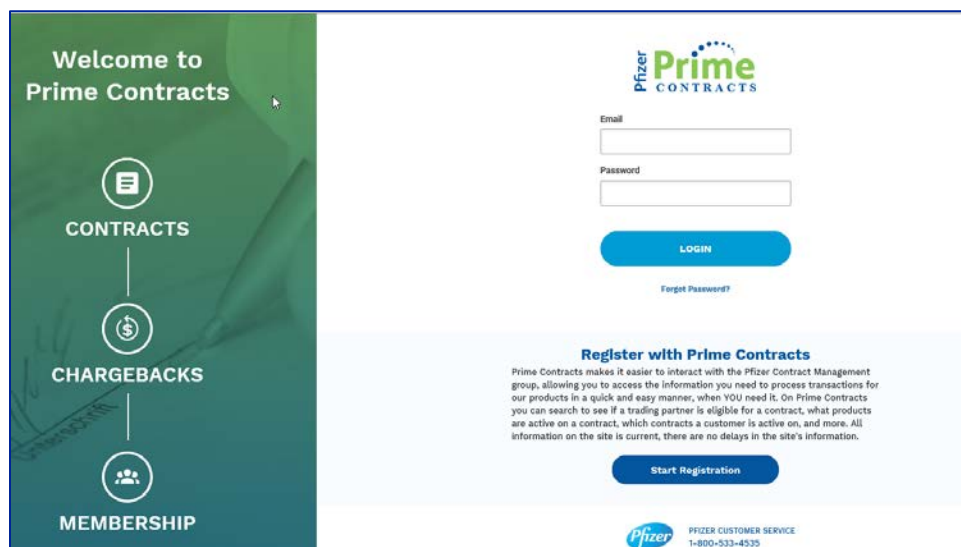 Welcome to
Prime Contracts
CONTRACTS
CHARGEBACKS
Unterschrift
MEMBERSHIP
Pfizer
Prime
CONTRACTS
Email
Password
LOGIN
Forgot Password?
Register with Prime Contracts
Prime Contracts makes it easier to interact with the Pfizer Contract Management
group, allowing you to access the information you need to process transactions for
our products in a quick and easy manner, when YOU need it. On Prime Contracts
you can search to see if a trading partner is eligible for a contract, what products
are active on a contract, which contracts a customer is active on, and more. All
information on the site is current, there are no delays in the site's information.
Start Registration
Pfizer
PFIZER CUSTOMER SERVICE
1-800-533-4535